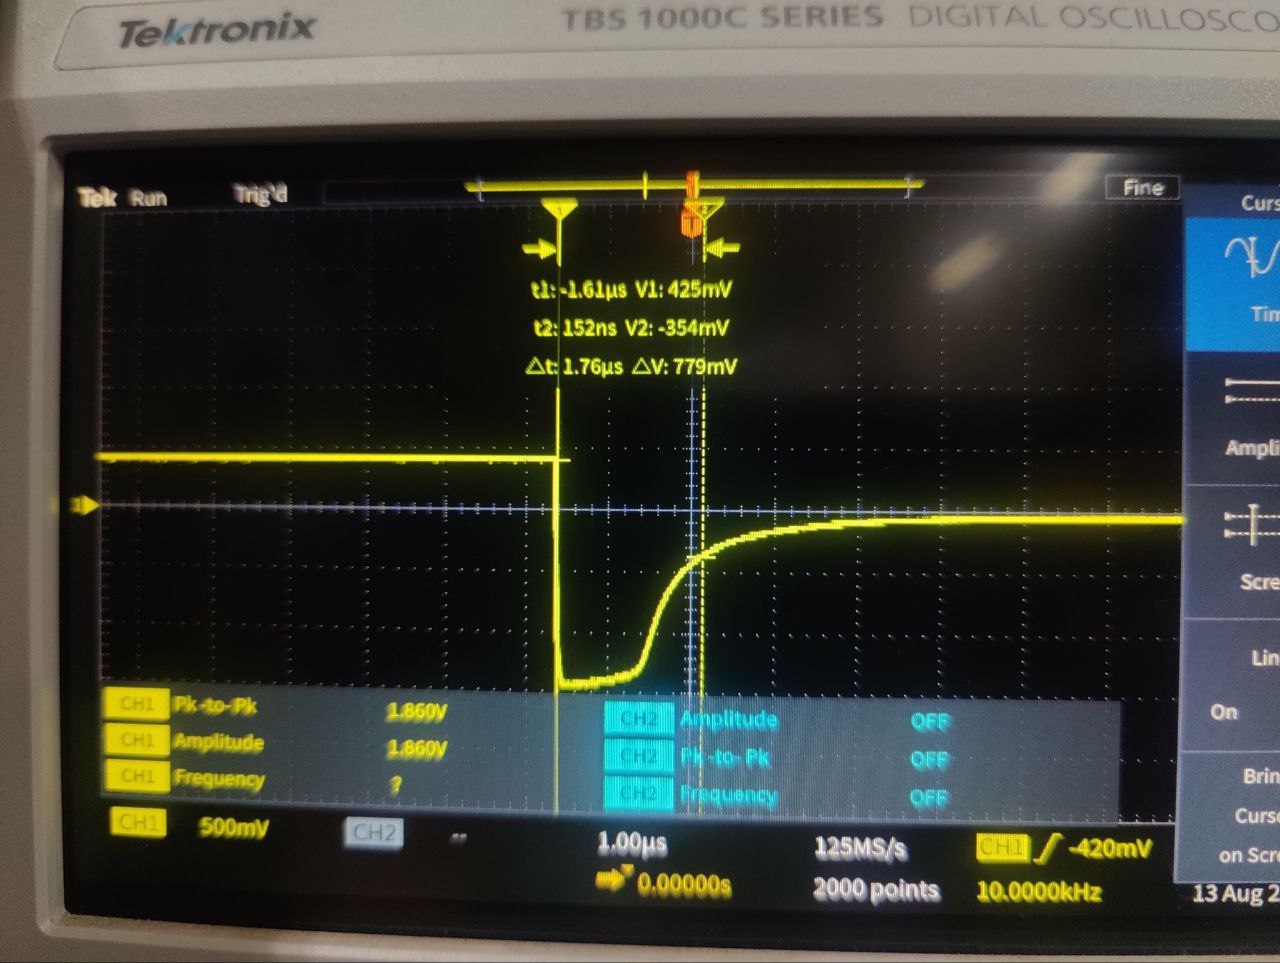 Tektronix TBS 1000C SERIES DIGITAL OSCILLOSCO
Tek Run Trig'd Fine
Curs
t1: -1.61µs V1: 425mV
t2: 152ns V2: -354mV
△t: 1.76µs △V: 779mV
Tim
Ampli
Scre
Lin
On
Brin
Curso
on Scre
1
CH1 Pk-to-Pk 1.860V CH2 Amplitude OFF
CH1 Amplitude 1.860V CH2 Pk-to-Pk OFF
CH1 Frequency ? CH2 Frequency OFF
CH1 500mV CH2 -- 1.00µs 125MS/s CH1 -420mV
0.00000s 2000 points 10.0000kHz 13 Aug 2